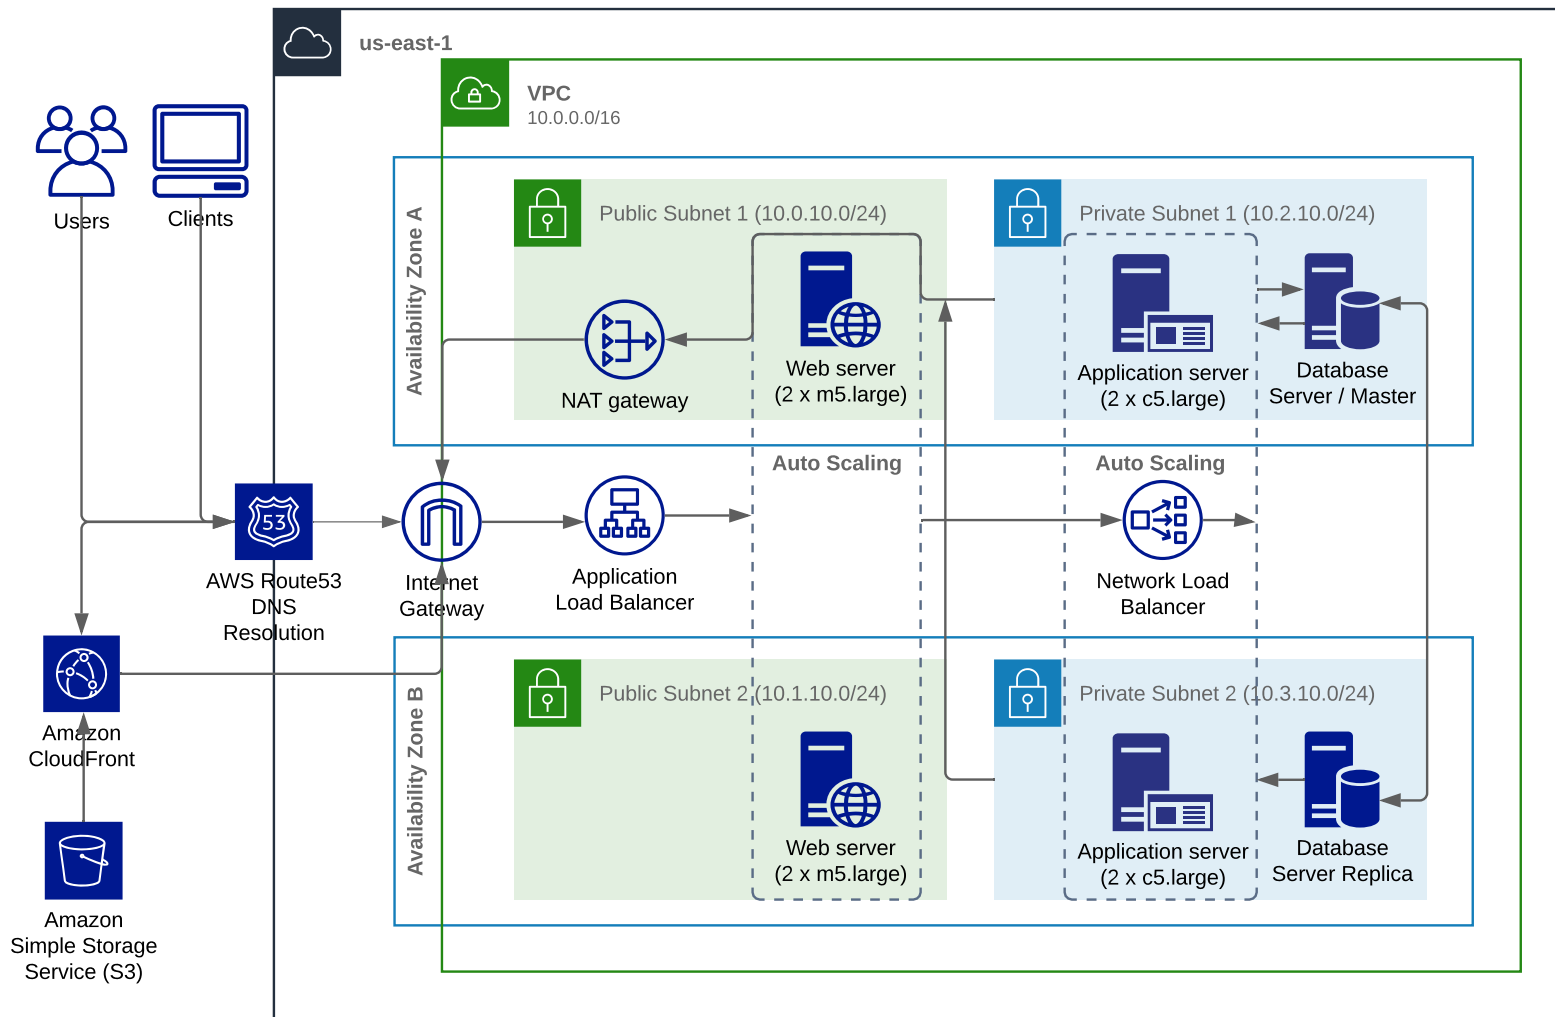 us-east-1
VPC
10.0.0.0/16
Users
Clients
Availability Zone A
Public Subnet 1 (10.0.10.0/24)
Private Subnet 1 (10.2.10.0/24)
NAT gateway
Web server
(2 x m5.large)
Application server
(2 x c5.large)
Database
Server / Master
Auto Scaling
Auto Scaling
53
AWS Route53
DNS
Resolution
Internet
Gateway
Application
Load Balancer
Network Load
Balancer
Amazon
CloudFront
Availability Zone B
Public Subnet 2 (10.1.10.0/24)
Private Subnet 2 (10.3.10.0/24)
Web server
(2 x m5.large)
Application server
(2 x c5.large)
Database
Server Replica
Amazon
Simple Storage
Service (S3)